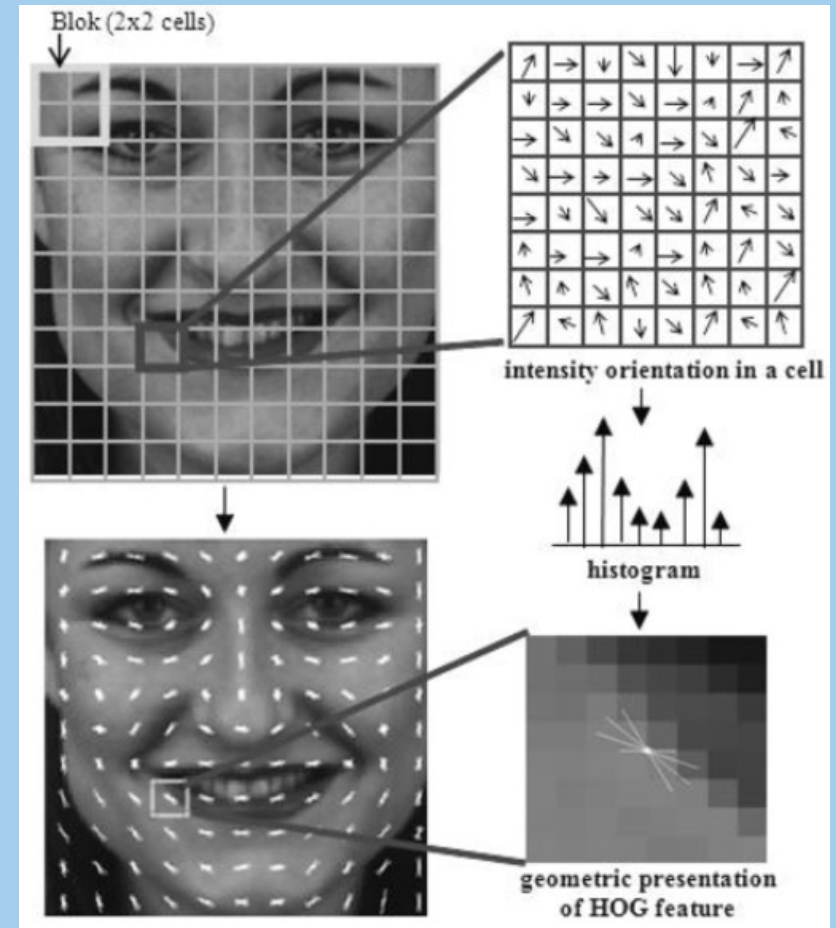 Blok (2x2 cells)
intensity orientation in a cell
histogram
geometric presentation
of HOG feature